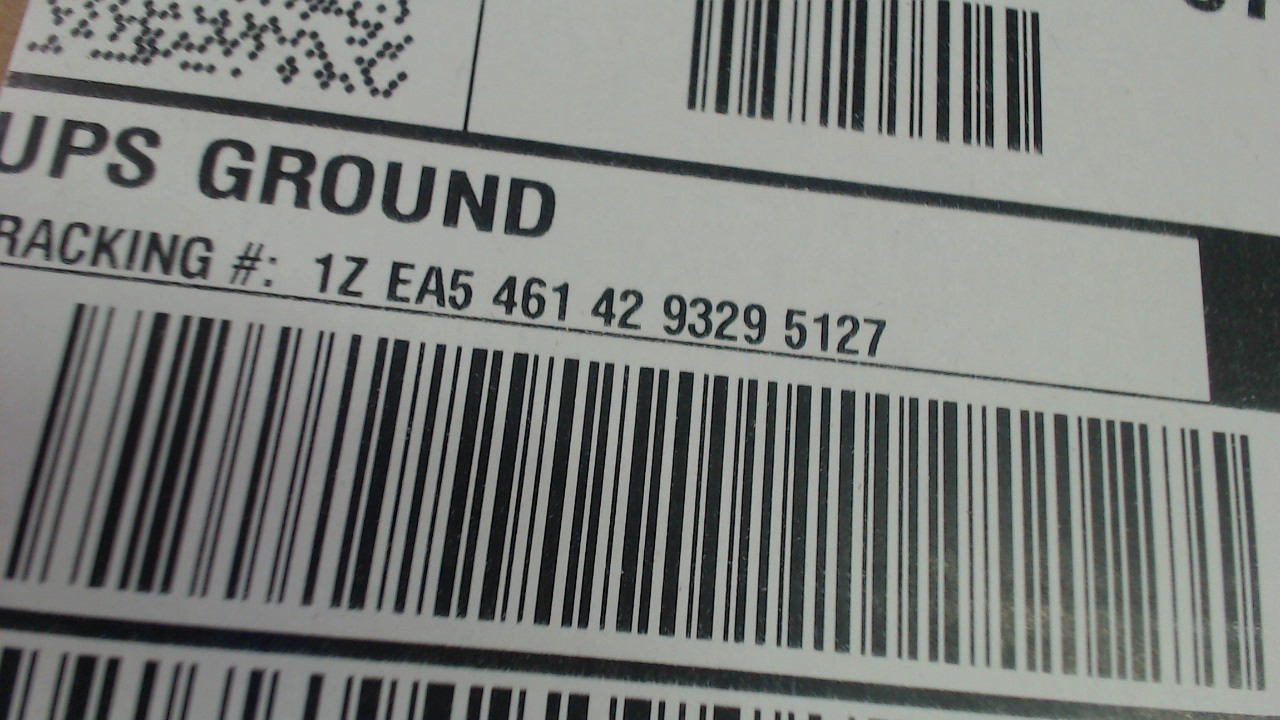 UPS GROUND
RACKING #: 1Z EA5 461 42 9329 5127